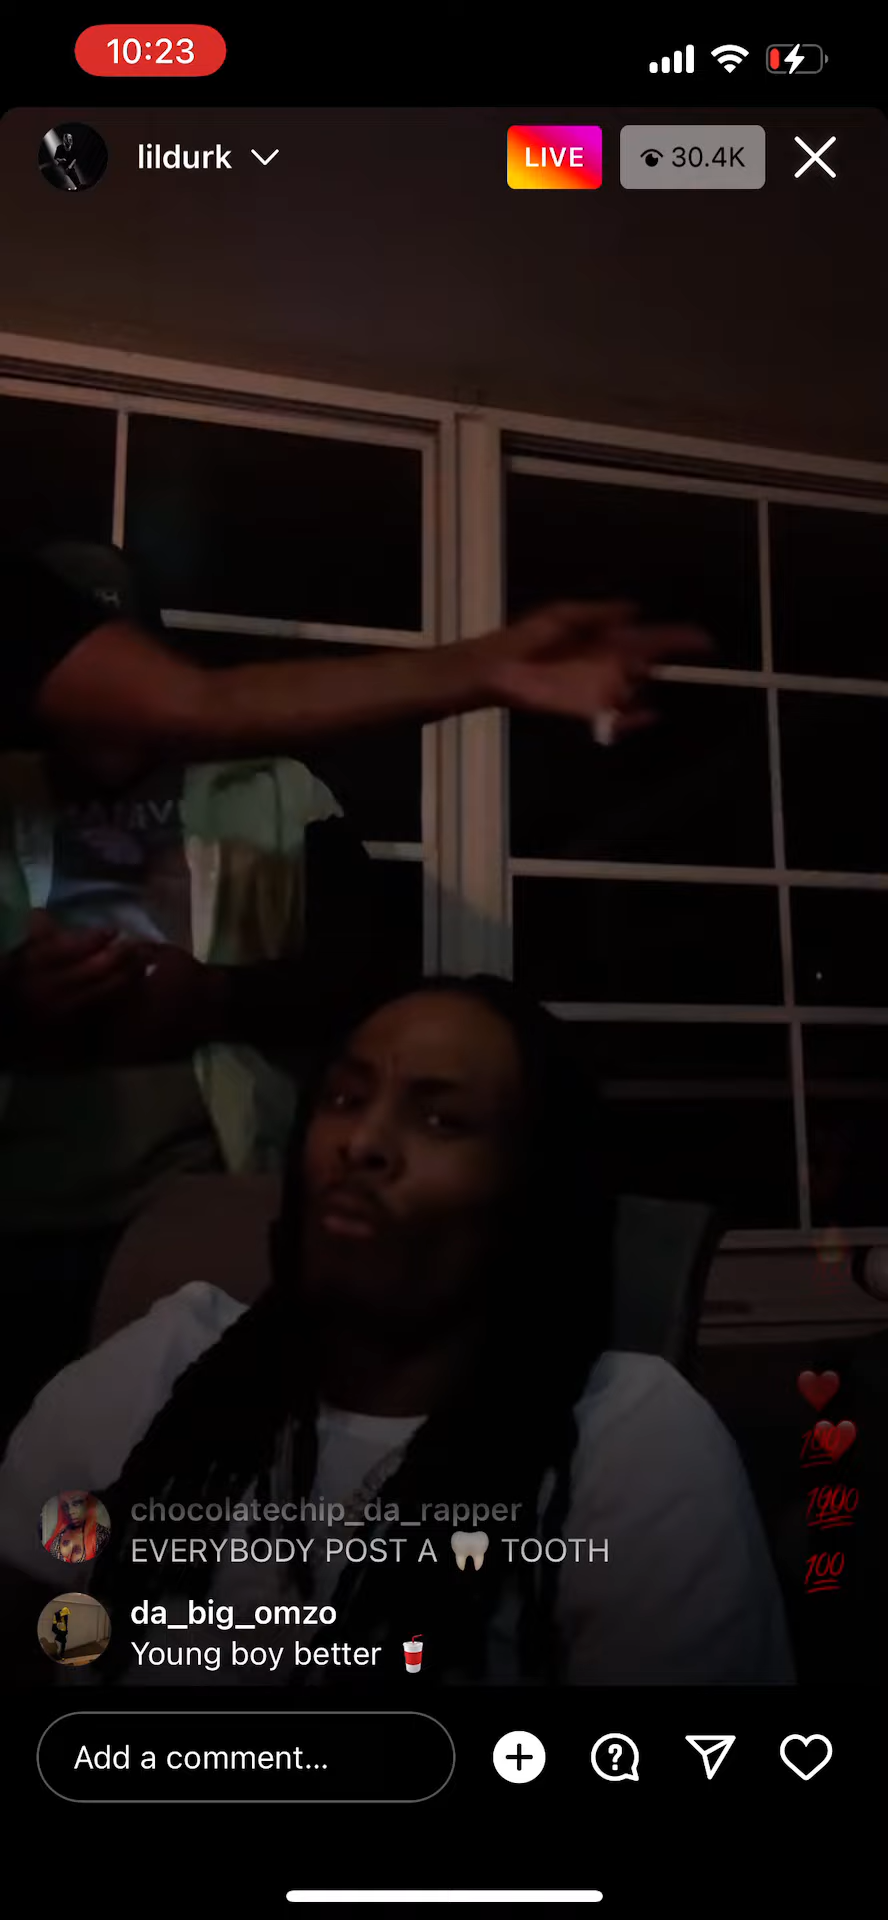 10:23
lildurk
LIVE
30.4K
chocolatechip_da_rapper
EVERYBODY POST A 🦷 TOOTH
da_big_omzo
Young boy better 🥤
Add a comment...